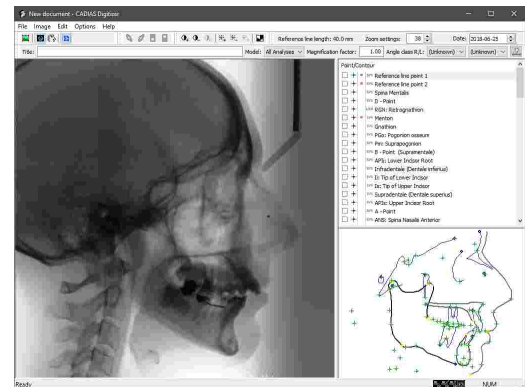 New document - CADIAS Digitizer
File Image Edit Options Help
Reference line length: 40.0 mm Zoom settings: 38 Date: 2018-06-25
Title: Model: All Analyses Magnification factor: 1.00 Angle class R/L: (Unknown) (Unknown)
Point/Contour
Reference line point 1
Reference line point 2
Spina Mentalis
D - Point
RGN: Retrognathion
Menton
Gnathion
PGo: Pogonion osseum
Pm: Suprapogonion
B - Point (Supramentale)
API1: Lower Incisor Root
Infradentale (Dentale inferius)
Ii: Tip of Lower Incisor
Is: Tip of Upper Incisor
Supradentale (Dentale superius)
APIs: Upper Incisor Root
A - Point
ANS: Spina Nasalis Anterior
Ready
NUM